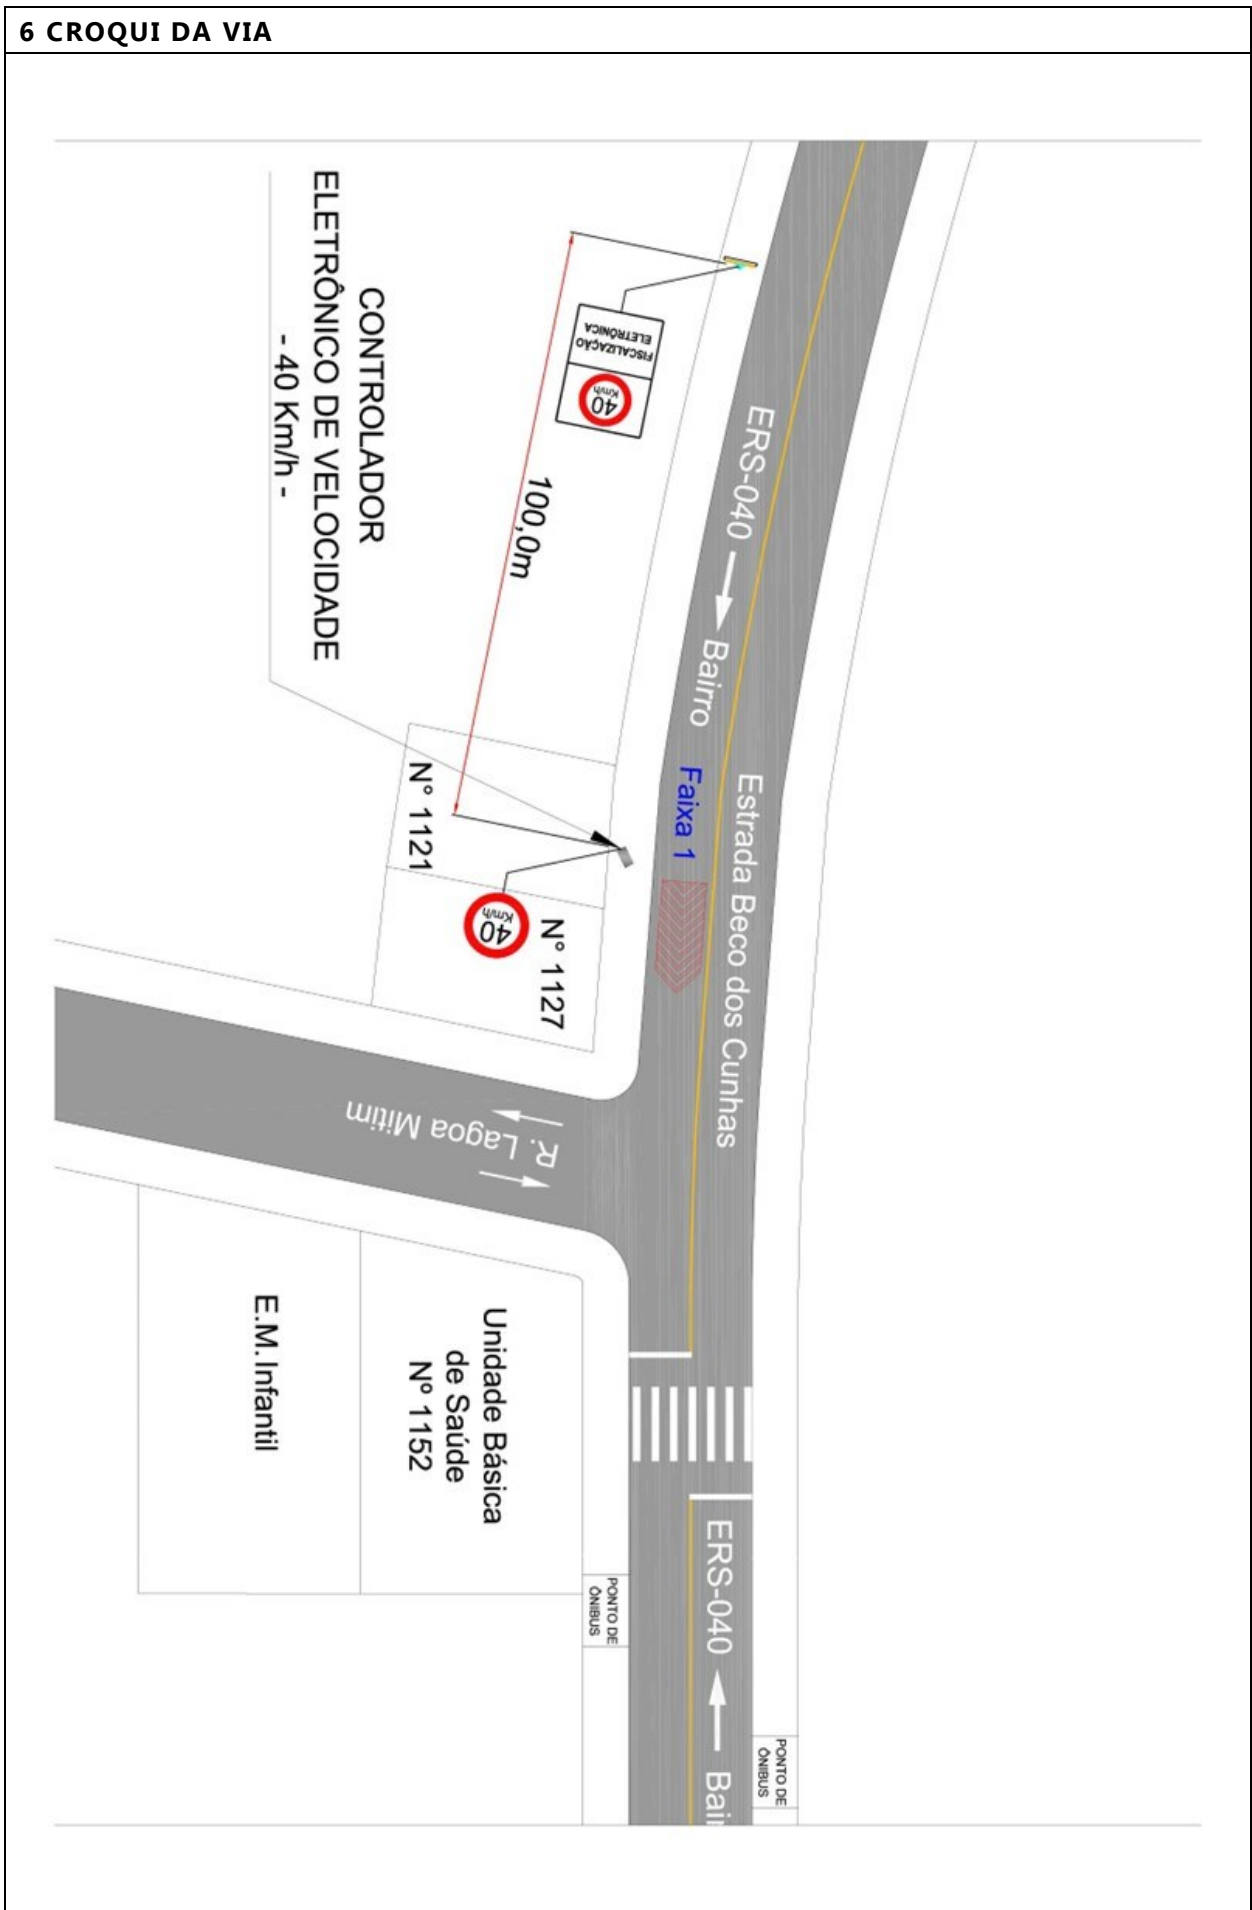 6 CROQUI DA VIA
CONTROLADOR
ELETRÔNICO DE VELOCIDADE
- 40 Km/h -
FISCALIZAÇÃO
ELETRÔNICA
40
Km/h
100,0m
ERS-040
Bairro
Faixa 1
Estrada Beco dos Cunhas
N° 1121
N° 1127
40
Km/h
R. Lagoa Mitim
Unidade Básica
de Saúde
Nº 1152
E.M.Infantil
PONTO DE
ÔNIBUS
ERS-040
Bair
PONTO DE
ÔNIBUS